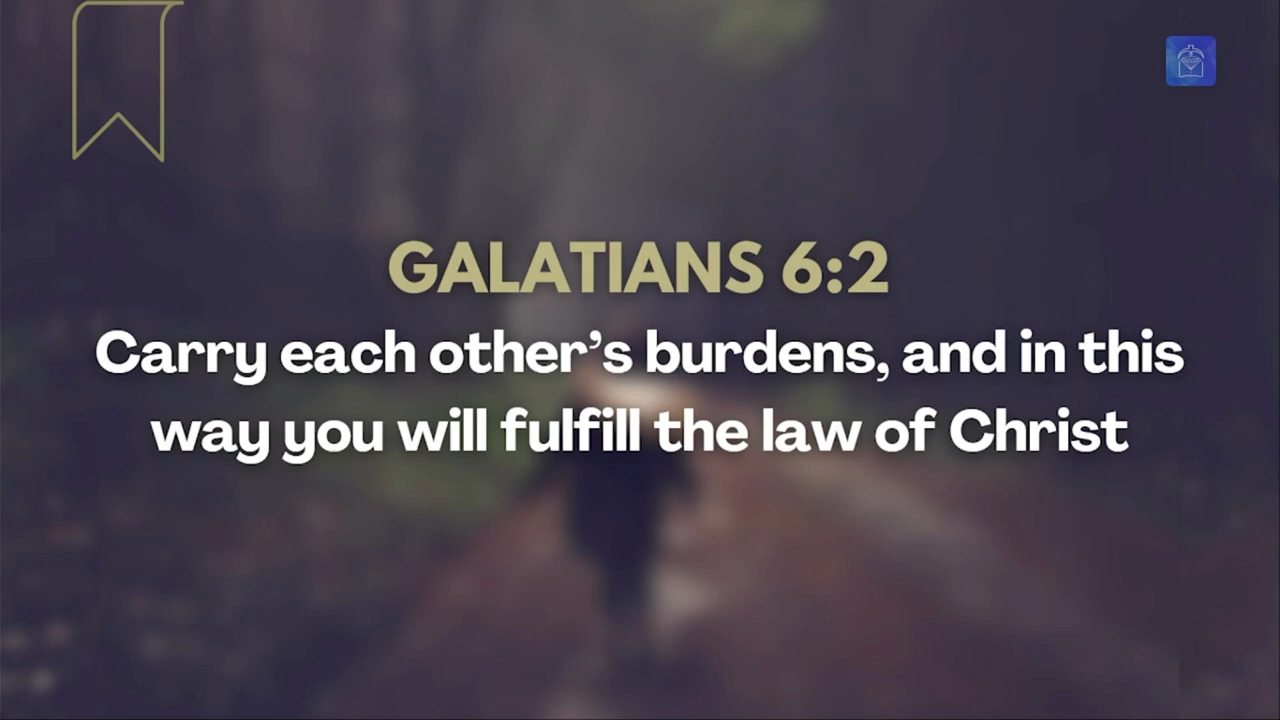 GALATIANS 6:2
Carry each other’s burdens, and in this
way you will fulfill the law of Christ